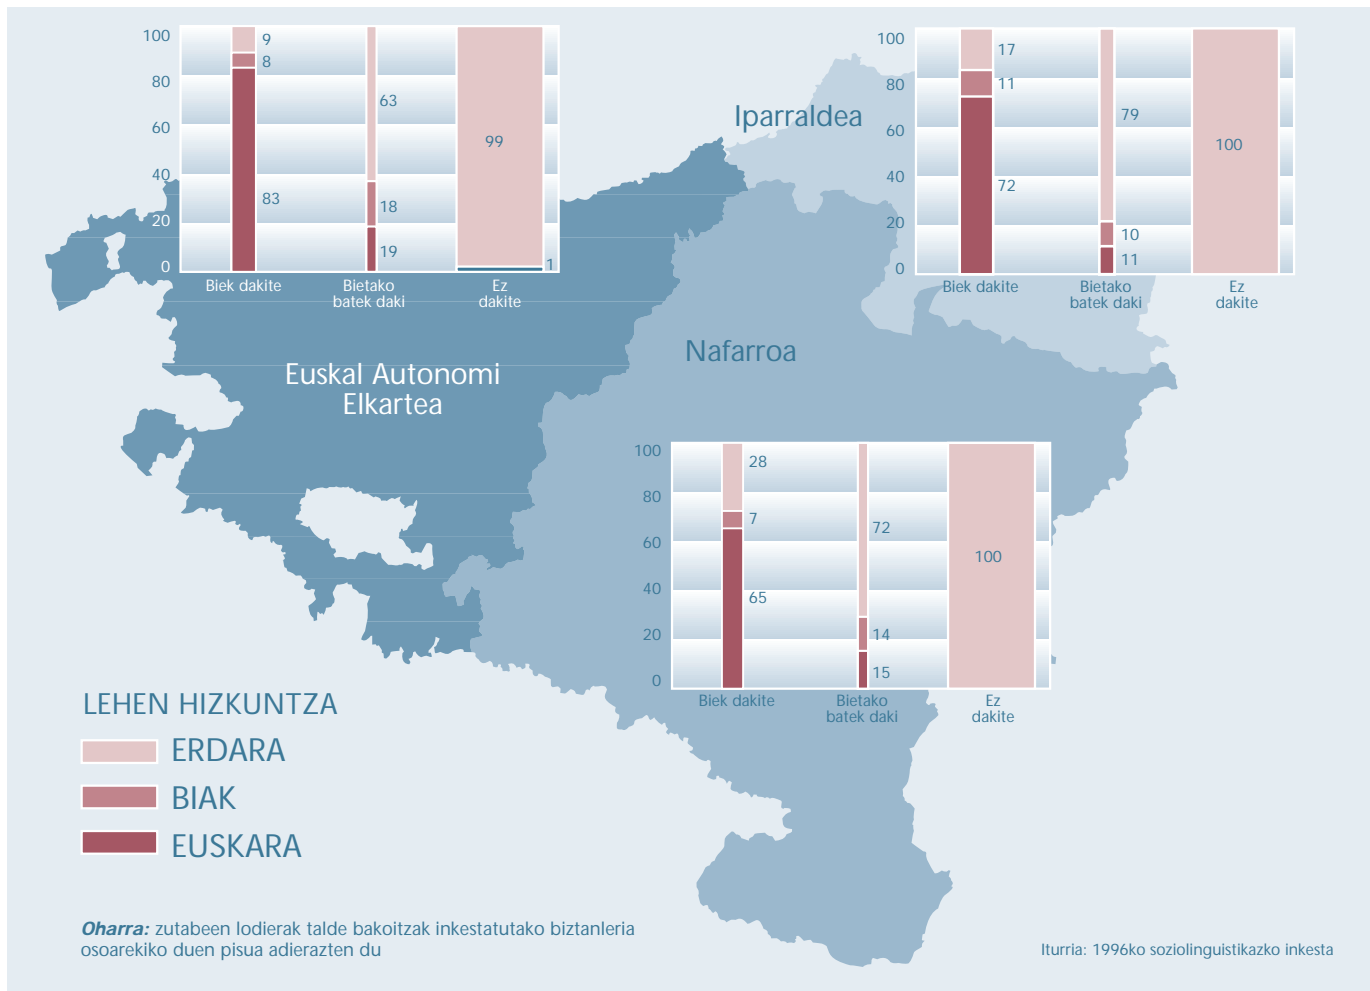 100
80
60
40
20
0
9
8
83
63
18
19
99
1
Biek dakite
Bietako
batek daki
Ez
dakite
Iparraldea
100
80
60
40
20
0
17
11
72
79
10
11
100
Biek dakite
Bietako
batek daki
Ez
dakite
Euskal Autonomi
Elkartea
Nafarroa
100
80
60
40
20
0
28
7
65
72
14
15
100
Biek dakite
Bietako
batek daki
Ez
dakite
LEHEN HIZKUNTZA
ERDARA
BIAK
EUSKARA
Oharra: zutabeen lodierak talde bakoitzak inkestatutako biztanleria
osoarekiko duen pisua adierazten du
Iturria: 1996ko soziolinguistikazko inkesta